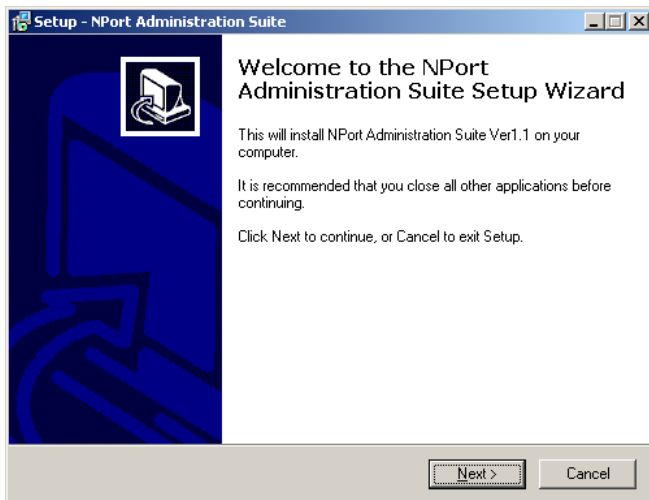 Setup - NPort Administration Suite
Welcome to the NPort
Administration Suite Setup Wizard
This will install NPort Administration Suite Ver1.1 on your
computer.
It is recommended that you close all other applications before
continuing.
Click Next to continue, or Cancel to exit Setup.
Next >
Cancel